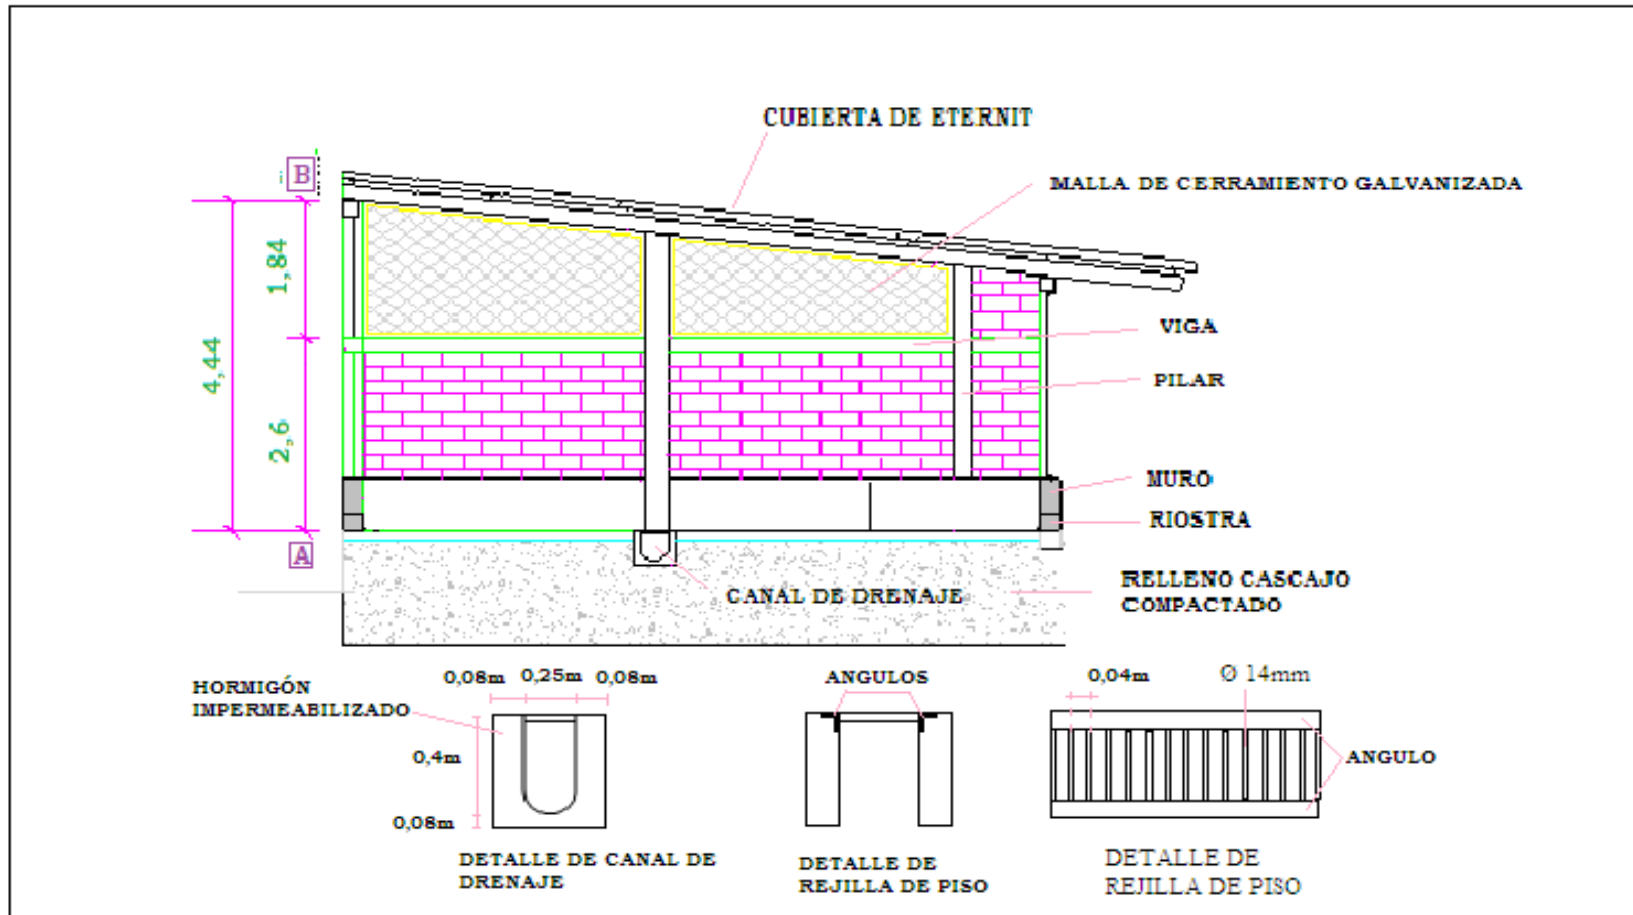 CUBIERTA DE ETERNIT
B
MALLA DE CERRAMIENTO GALVANIZADA
1,84
4,44
VIGA
PILAR
2,6
MURO
RIOSTRA
A
CANAL DE DRENAJE
RELLENO CASCAJO
COMPACTADO
HORMIGÓN
IMPERMEABILIZADO
0,08m 0,25m 0,08m
0,4m
0,08m
DETALLE DE CANAL DE
DRENAJE
ANGULOS
DETALLE DE
REJILLA DE PISO
0,04m
Ø 14mm
ANGULO
DETALLE DE
REJILLA DE PISO